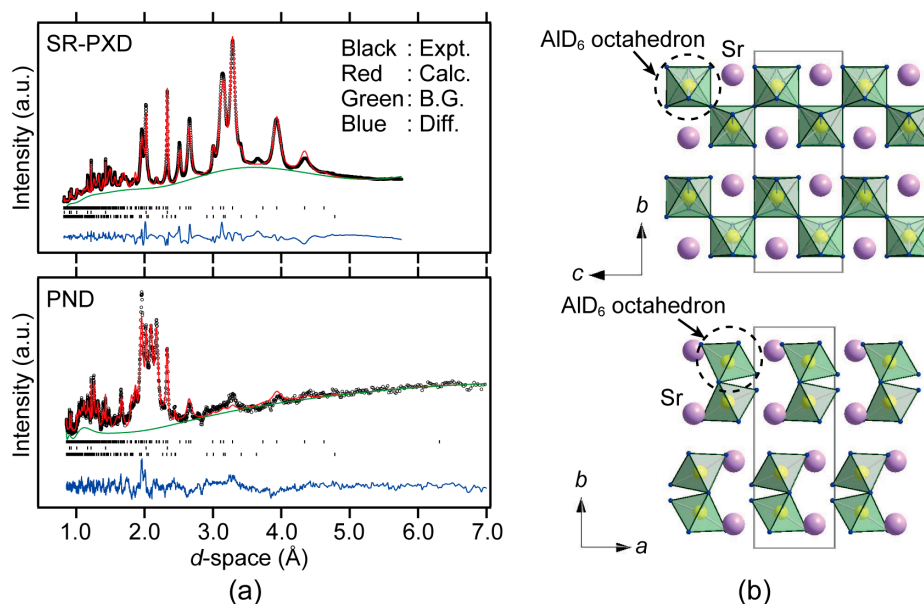 SR-PXD
Black : Expt.
Red : Calc.
Green : B.G.
Blue : Diff.
Intensity (a.u.)
PND
Intensity (a.u.)
1.0 2.0 3.0 4.0 5.0 6.0 7.0
d-space (Å)
(a)
AlD6 octahedron
Sr
b
c
AlD6 octahedron
Sr
b
a
(b)